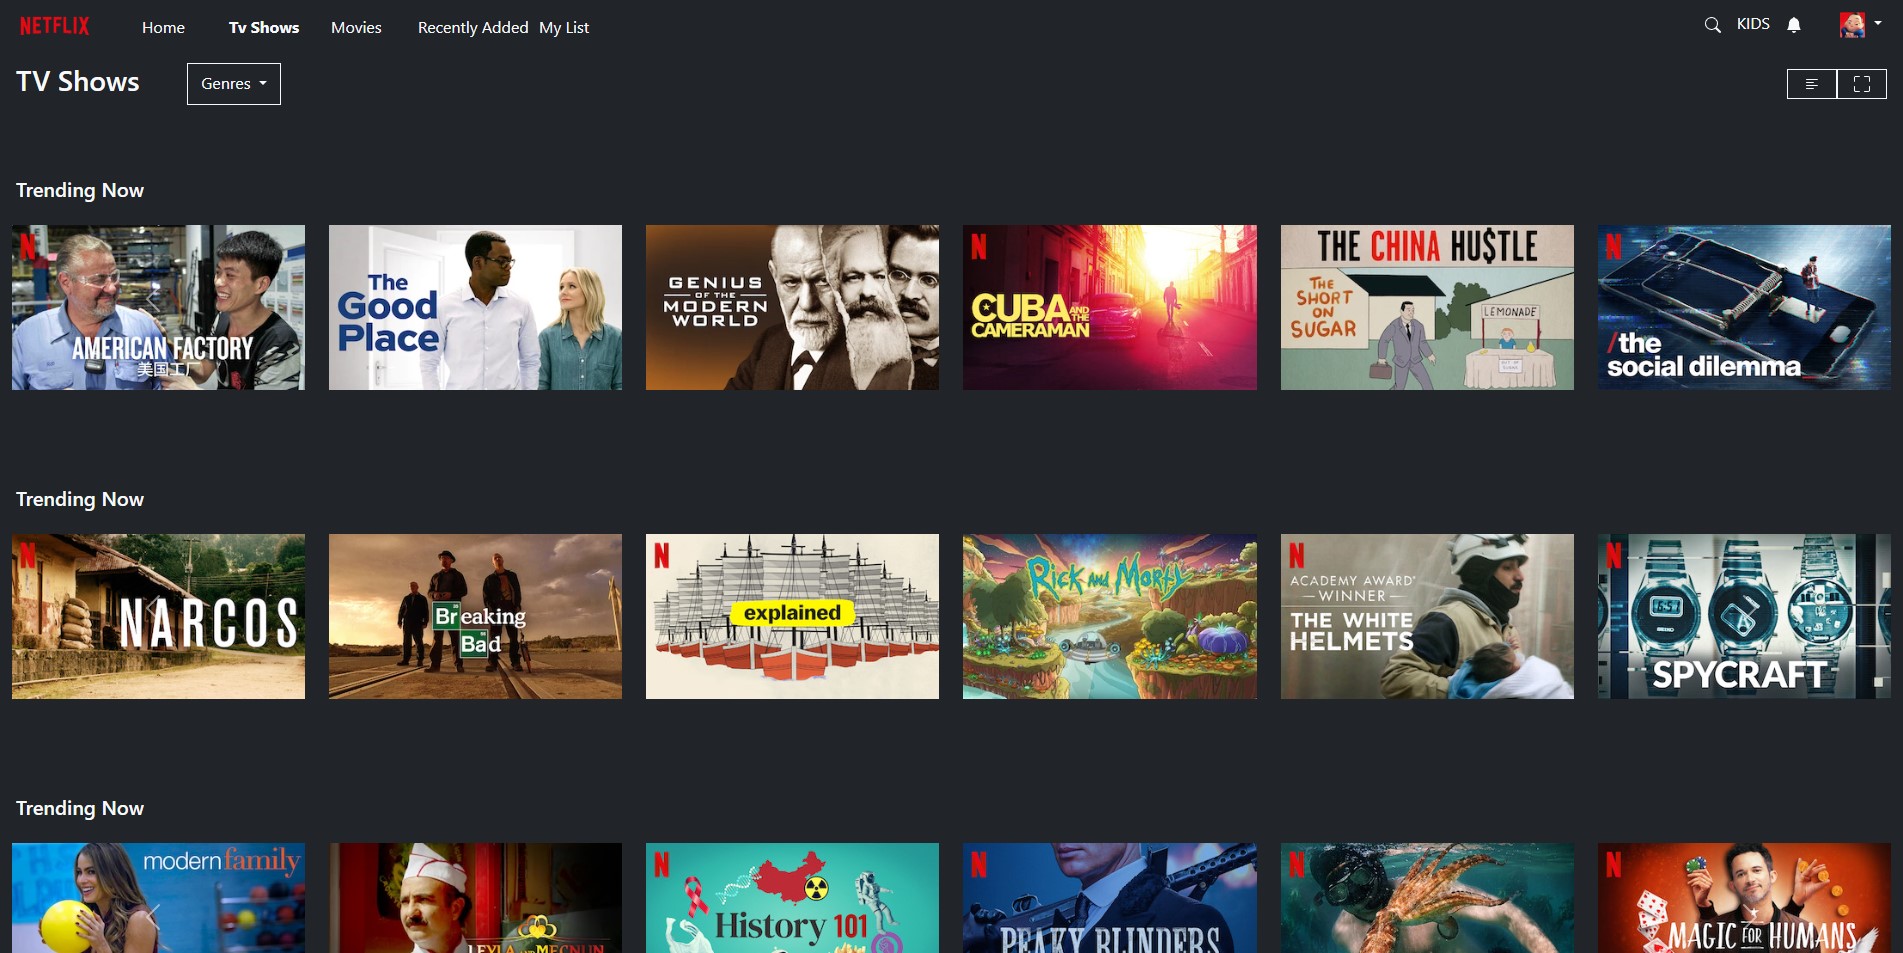 NETFLIX
Home
Tv Shows
Movies
Recently Added
My List
KIDS
TV Shows
Genres
Trending Now
N
AMERICAN FACTORY
美国工厂
The
Good
Place
GENIUS
OF THE
MODERN
WORLD
N
CUBA AND THE
CAMERAMAN
THE CHINA HU$TLE
THE
SHORT
ON
SUGAR
LEMONADE
N
/the
social dilemma
Trending Now
N
NARCOS
Breaking
Bad
N
explained
Rick and Morty
N
ACADEMY AWARD®
WINNER
THE WHITE
HELMETS
N
SPYCRAFT
Trending Now
modern family
LEYLA AND MECNUN
N
History 101
N
PEAKY BLINDERS
N
N
MAGIC FOR HUMANS